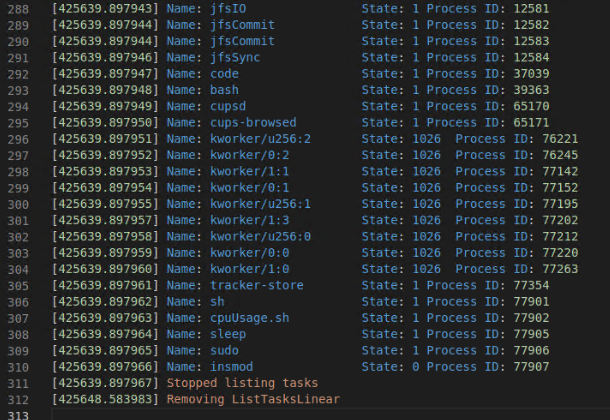 288 [425639.897943] Name: jfsIO State: 1 Process ID: 12581
289 [425639.897944] Name: jfsCommit State: 1 Process ID: 12582
290 [425639.897944] Name: jfsCommit State: 1 Process ID: 12583
291 [425639.897946] Name: jfsSync State: 1 Process ID: 12584
292 [425639.897947] Name: code State: 1 Process ID: 37039
293 [425639.897948] Name: bash State: 1 Process ID: 39363
294 [425639.897949] Name: cupsd State: 1 Process ID: 65170
295 [425639.897950] Name: cups-browsed State: 1 Process ID: 65171
296 [425639.897951] Name: kworker/u256:2 State: 1026 Process ID: 76221
297 [425639.897952] Name: kworker/0:2 State: 1026 Process ID: 76245
298 [425639.897953] Name: kworker/1:1 State: 1026 Process ID: 77142
299 [425639.897954] Name: kworker/0:1 State: 1026 Process ID: 77152
300 [425639.897955] Name: kworker/u256:1 State: 1026 Process ID: 77195
301 [425639.897957] Name: kworker/1:3 State: 1026 Process ID: 77202
302 [425639.897958] Name: kworker/u256:0 State: 1026 Process ID: 77212
303 [425639.897959] Name: kworker/0:0 State: 1026 Process ID: 77220
304 [425639.897960] Name: kworker/1:0 State: 1026 Process ID: 77263
305 [425639.897961] Name: tracker-store State: 1 Process ID: 77354
306 [425639.897962] Name: sh State: 1 Process ID: 77901
307 [425639.897963] Name: cpuUsage.sh State: 1 Process ID: 77902
308 [425639.897964] Name: sleep State: 1 Process ID: 77905
309 [425639.897965] Name: sudo State: 1 Process ID: 77906
310 [425639.897966] Name: insmod State: 0 Process ID: 77907
311 [425639.897967] Stopped listing tasks
312 [425648.583983] Removing ListTasksLinear
313